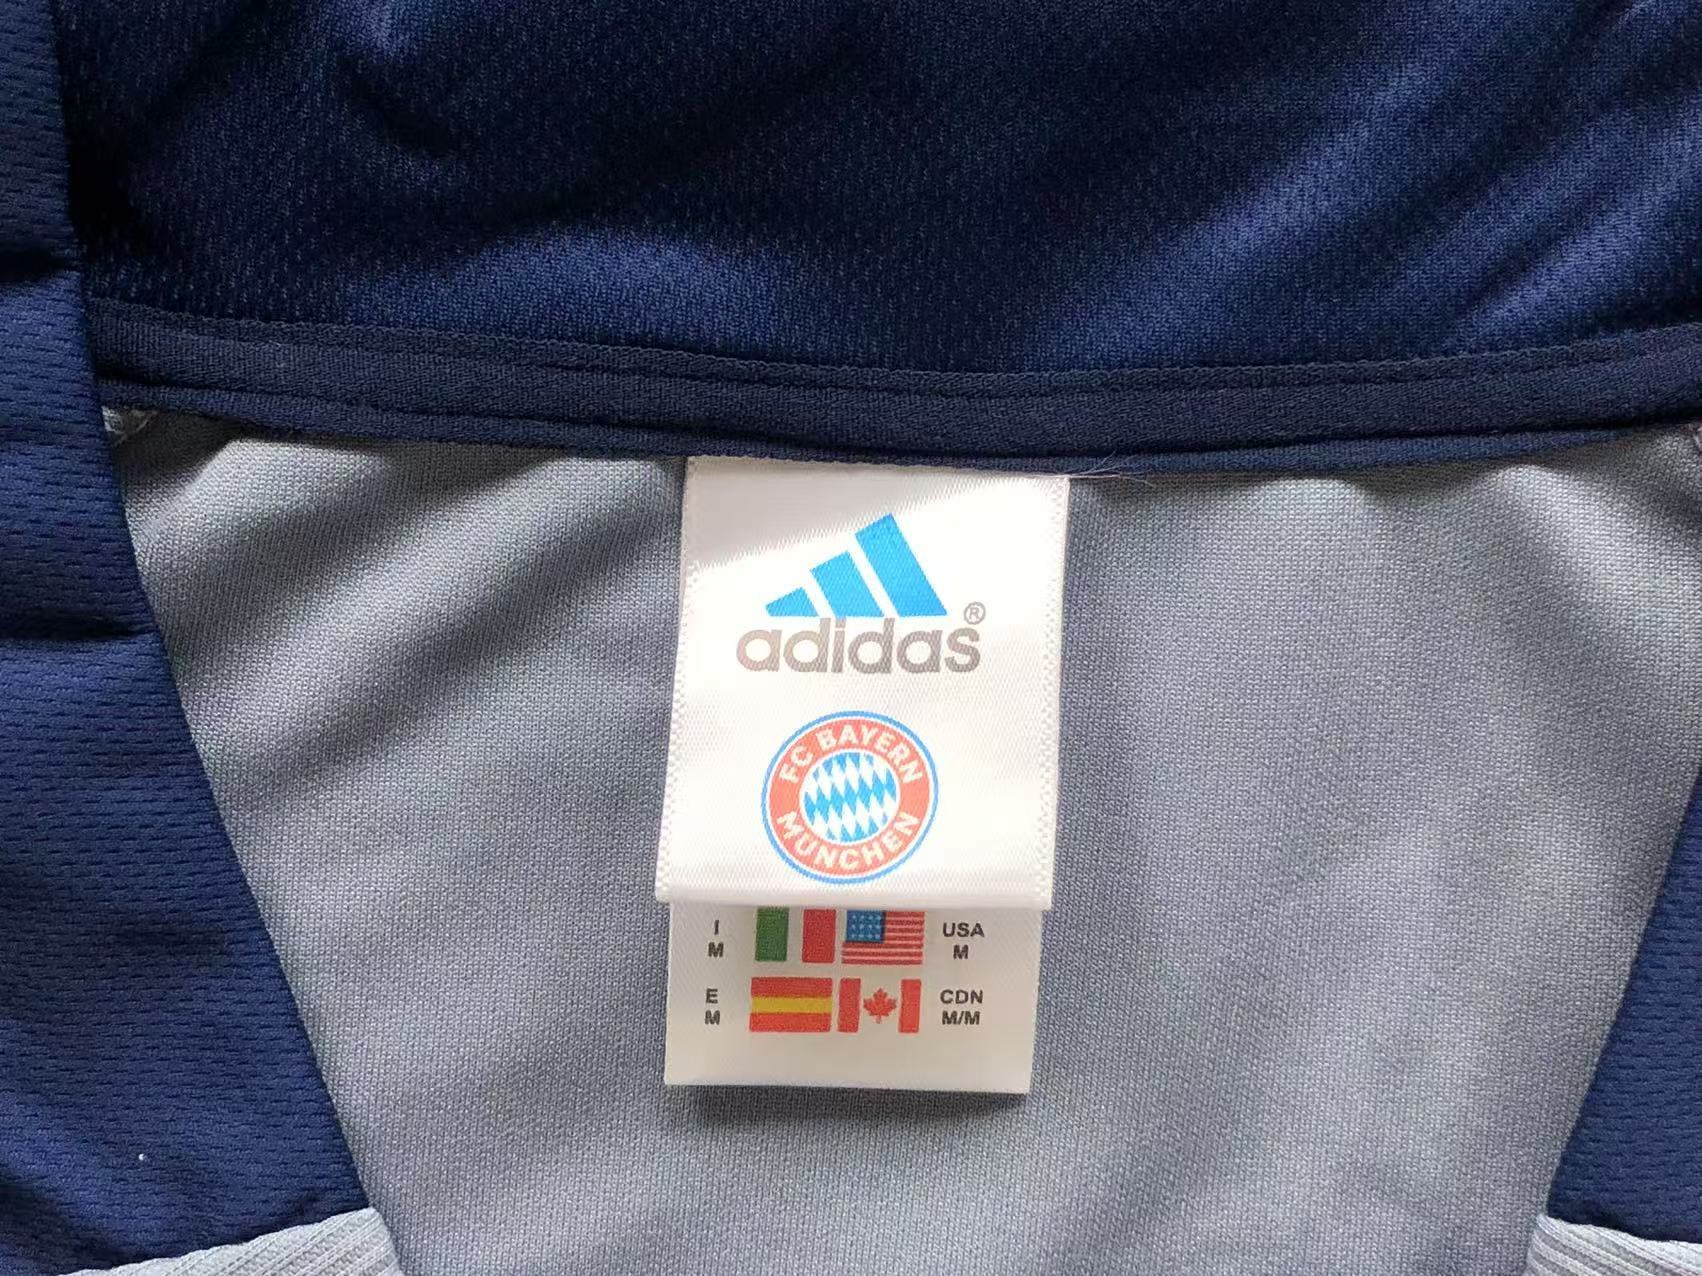 adidas®
FC BAYERN
MÜNCHEN
I USA
M M
E CDN
M M/M